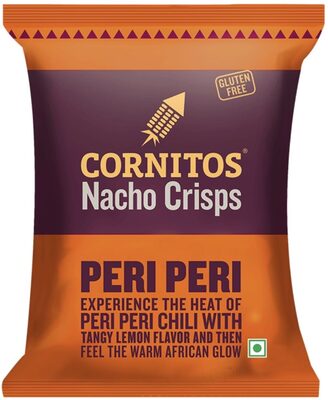 GLUTEN
FREE
CORNITOS®
Nacho Crisps
PERI PERI
EXPERIENCE THE HEAT OF
PERI PERI CHILI WITH
TANGY LEMON FLAVOR AND THEN
FEEL THE WARM AFRICAN GLOW